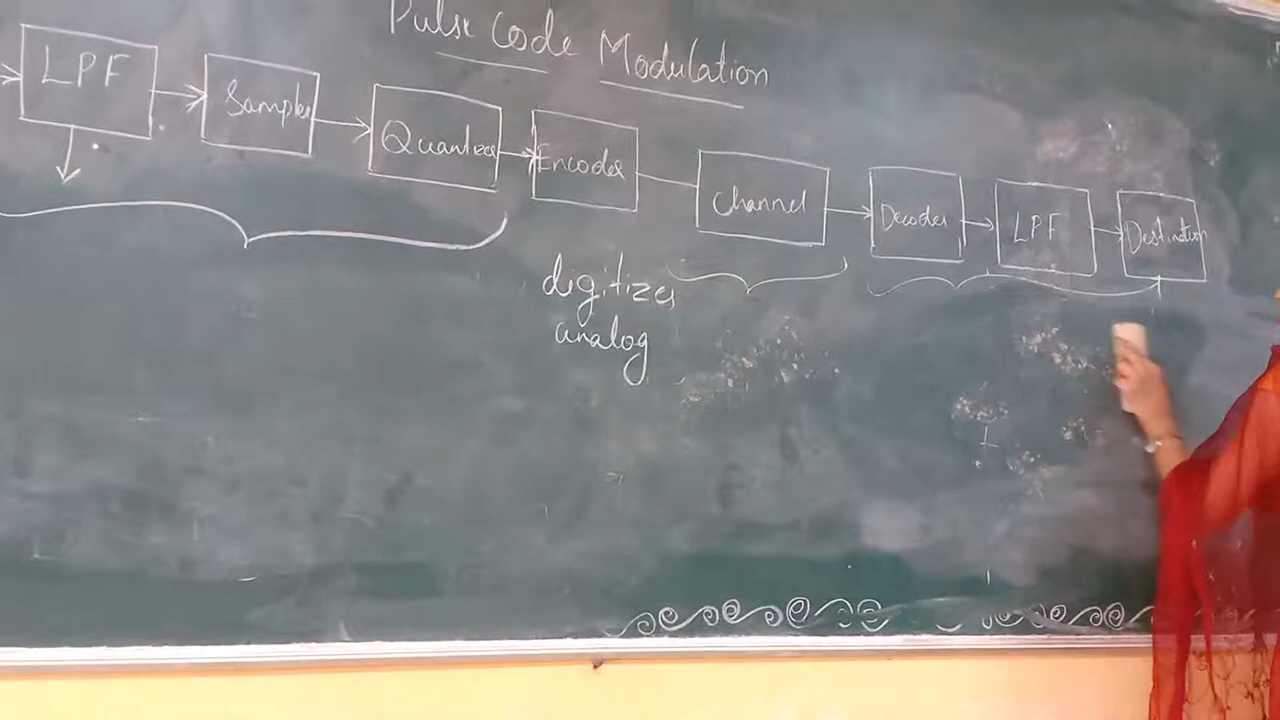 Pulse Code Modulation
LPF
Sampler
Quantizer
Encoder
Channel
Decoder
LPF
Destination
digitizes
analog